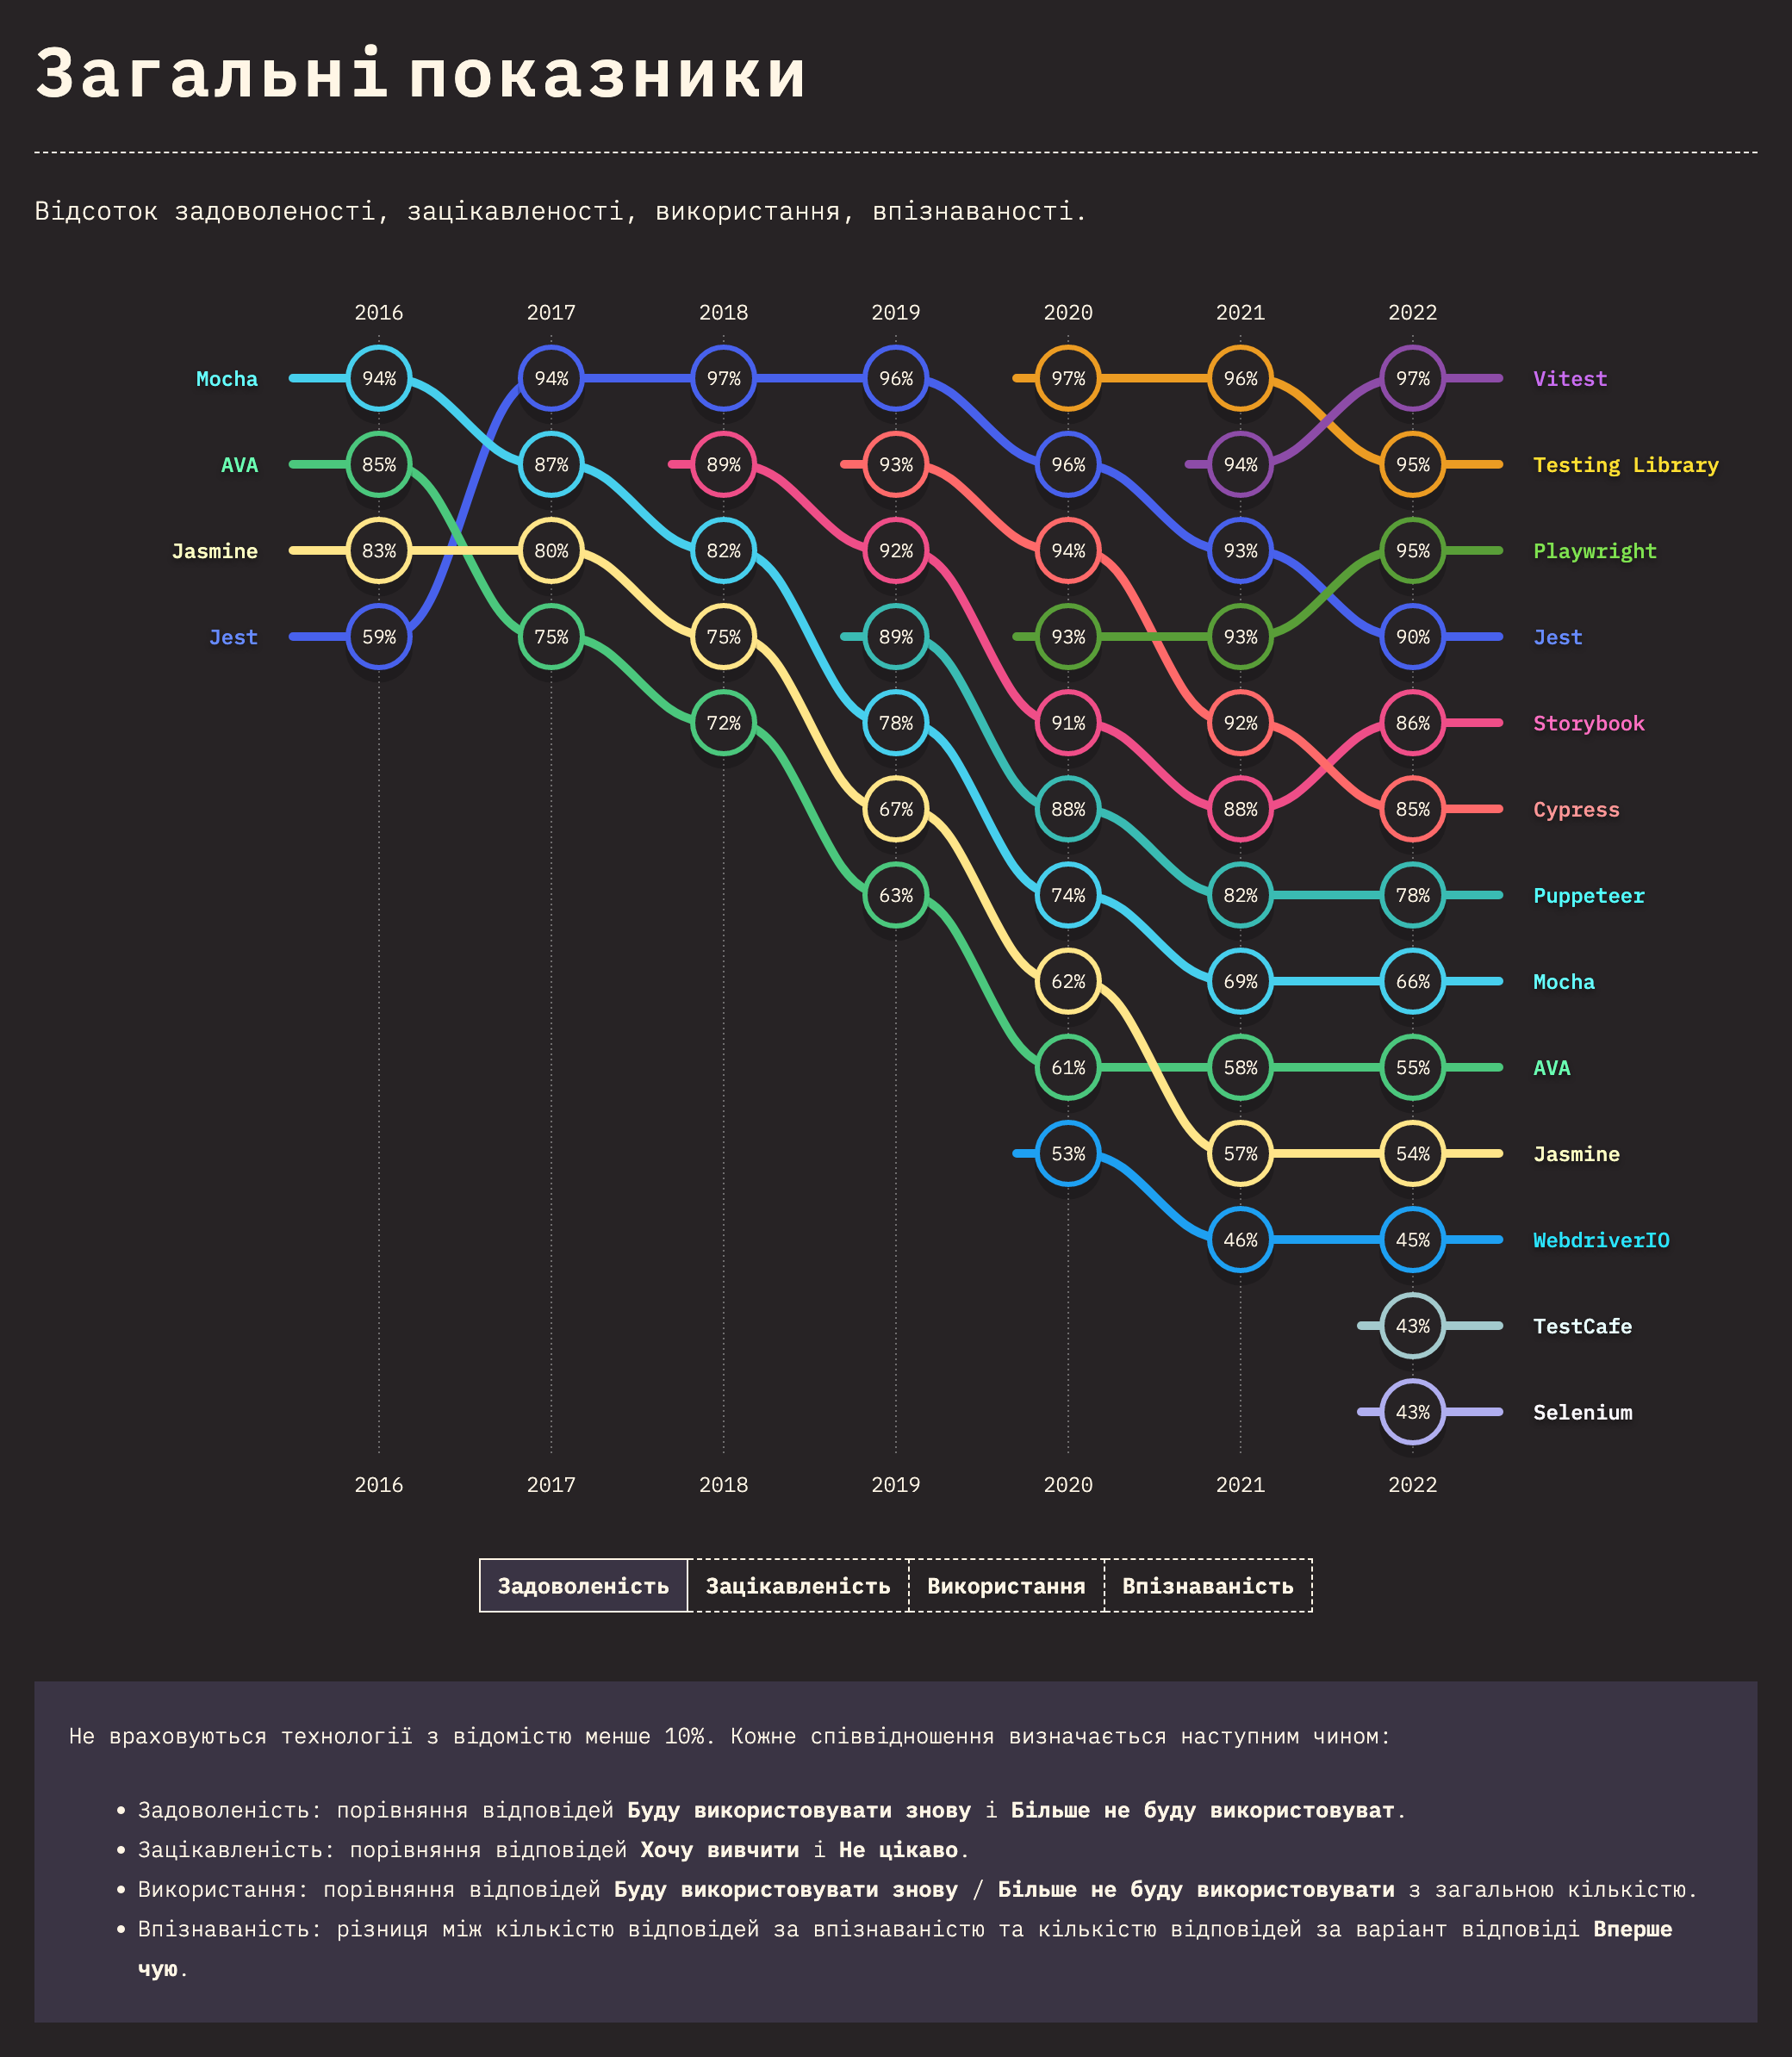 Загальні показники
Відсоток задоволеності, зацікавленості, використання, впізнаваності.
2016 2017 2018 2019 2020 2021 2022
Mocha 94% 94% 97% 96% 97% 96% 97% Vitest
AVA 85% 87% 89% 93% 96% 94% 95% Testing Library
Jasmine 83% 80% 82% 92% 94% 93% 95% Playwright
Jest 59% 75% 75% 89% 93% 93% 90% Jest
72% 78% 91% 92% 86% Storybook
67% 88% 88% 85% Cypress
63% 74% 82% 78% Puppeteer
62% 69% 66% Mocha
61% 58% 55% AVA
53% 57% 54% Jasmine
46% 45% WebdriverIO
43% TestCafe
43% Selenium
2016 2017 2018 2019 2020 2021 2022
Задоволеність Зацікавленість Використання Впізнаваність
Не враховуються технології з відомістю менше 10%. Кожне співвідношення визначається наступним чином:
• Задоволеність: порівняння відповідей Буду використовувати знову і Більше не буду використовуват.
• Зацікавленість: порівняння відповідей Хочу вивчити і Не цікаво.
• Використання: порівняння відповідей Буду використовувати знову / Більше не буду використовувати з загальною кількістю.
• Впізнаваність: різниця між кількістю відповідей за впізнаваністю та кількістю відповідей за варіант відповіді Вперше
чую.